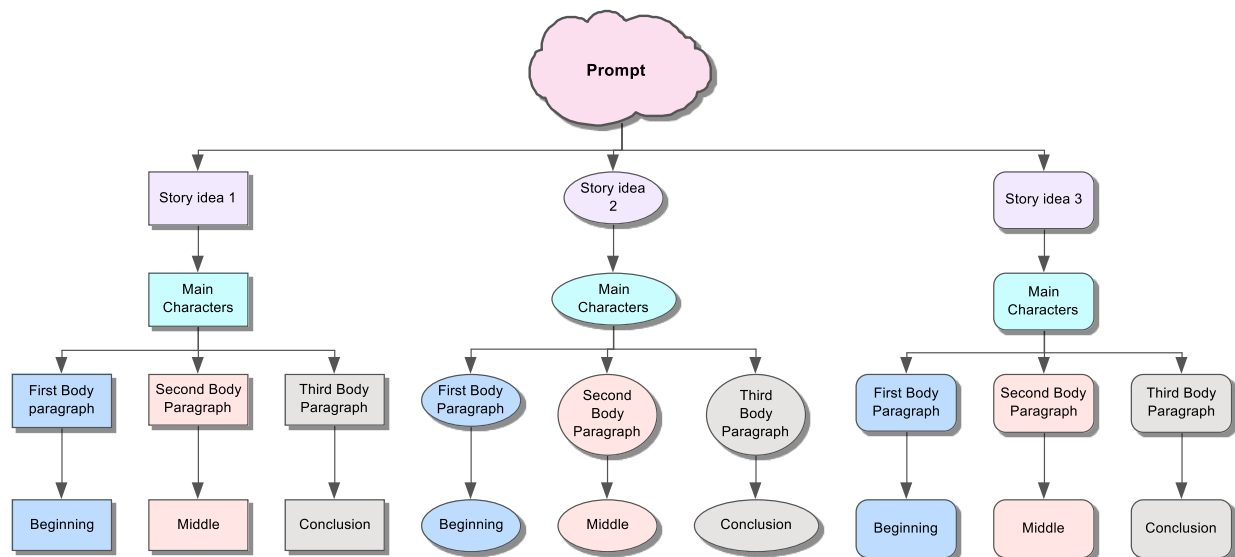 Prompt
Story idea 1
Story idea
2
Story idea 3
Main
Characters
Main
Characters
Main
Characters
First Body
paragraph
Second Body
Paragraph
Third Body
Paragraph
First Body
Paragraph
Second
Body
Paragraph
Third
Body
Paragraph
First Body
Paragraph
Second Body
Paragraph
Third Body
Paragraph
Beginning
Middle
Conclusion
Beginning
Middle
Conclusion
Beginning
Middle
Conclusion